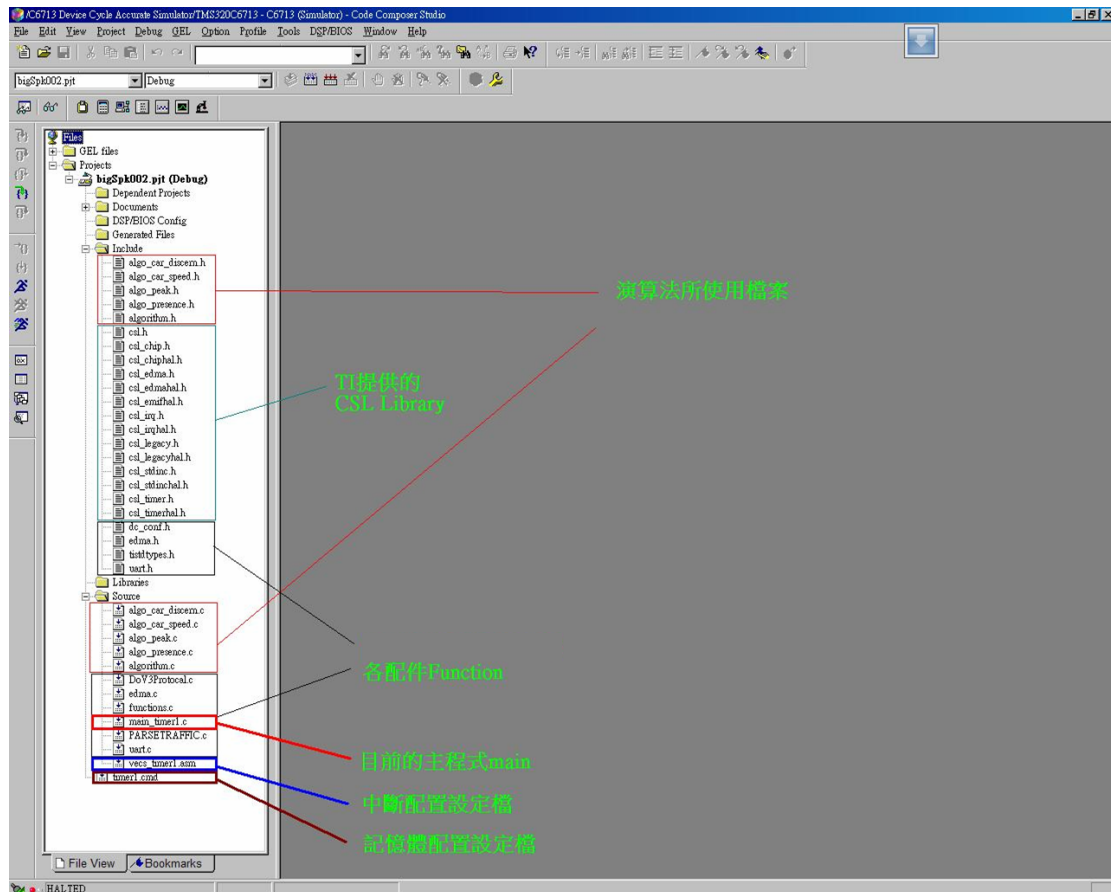 /C6713 Device Cycle Accurate Simulator/TMS320C6713 - C6713 (Simulator) - Code Composer Studio
File Edit View Project Debug GEL Option Profile Tools DSP/BIOS Window Help
bigSpk002.pjt Debug
Files
GEL files
Projects
bigSpk002.pjt (Debug)
Dependent Projects
Documents
DSP/BIOS Config
Generated Files
Include
algo_car_discern.h
algo_car_speed.h
algo_peak.h
algo_presence.h
algorithm.h
演算法所使用檔案
csl.h
csl_chip.h
csl_chiphal.h
csl_edma.h
csl_edmahal.h
csl_emifhal.h
csl_irq.h
csl_irqhal.h
csl_legacy.h
csl_legacyhal.h
csl_stdinc.h
csl_stdinchal.h
csl_timer.h
csl_timerhal.h
TI提供的
CSL Library
dc_conf.h
edma.h
tistdtypes.h
uart.h
Libraries
Source
algo_car_discern.c
algo_car_speed.c
algo_peak.c
algo_presence.c
algorithm.c
DoV3Protocal.c
edma.c
functions.c
main_timer1.c
PARSETRAFFIC.c
uart.c
vecs_timer1.asm
timer1.cmd
各配件Function
目前的主程式main
中斷配置設定檔
記憶體配置設定檔
File View Bookmarks
HALTED